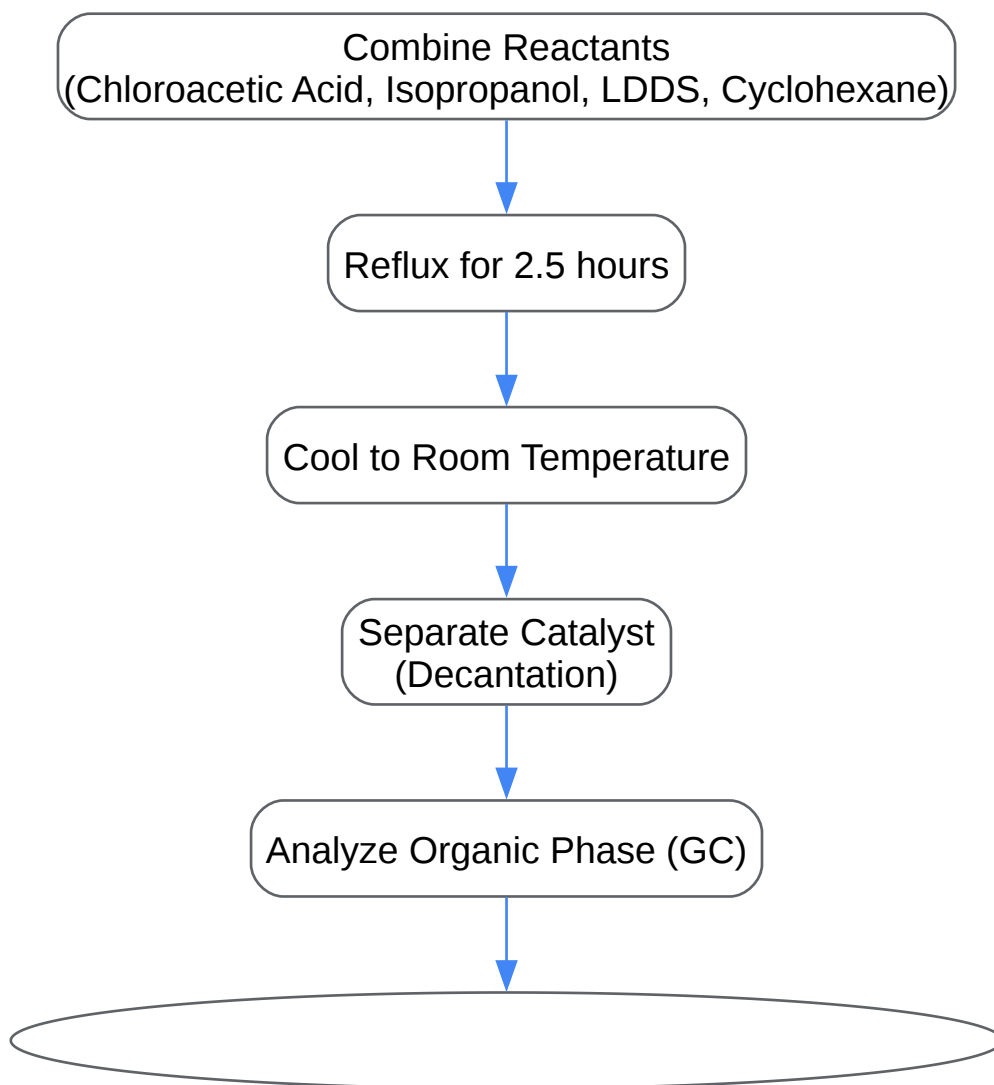 Combine Reactants
(Chloroacetic Acid, Isopropanol, LDDS, Cyclohexane)
Reflux for 2.5 hours
Cool to Room Temperature
Separate Catalyst
(Decantation)
Analyze Organic Phase (GC)